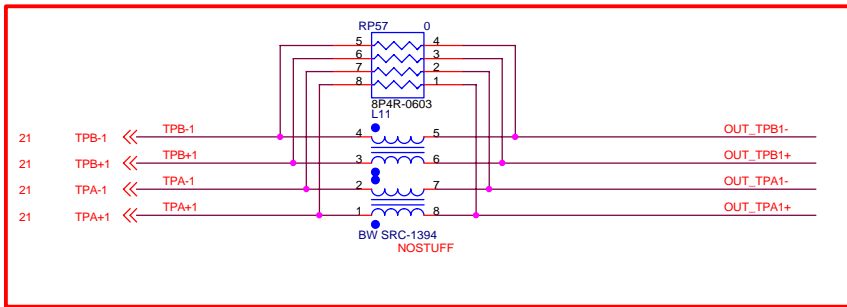 RP57 0
5 4
6 3
7 2
8 1
8P4R-0603
L11
21 TPB-1 TPB-1 4 5 OUT_TPB1-
21 TPB+1 TPB+1 3 6 OUT_TPB1+
21 TPA-1 TPA-1 2 7 OUT_TPA1-
21 TPA+1 TPA+1 1 8 OUT_TPA1+
BW SRC-1394
NOSTUFF